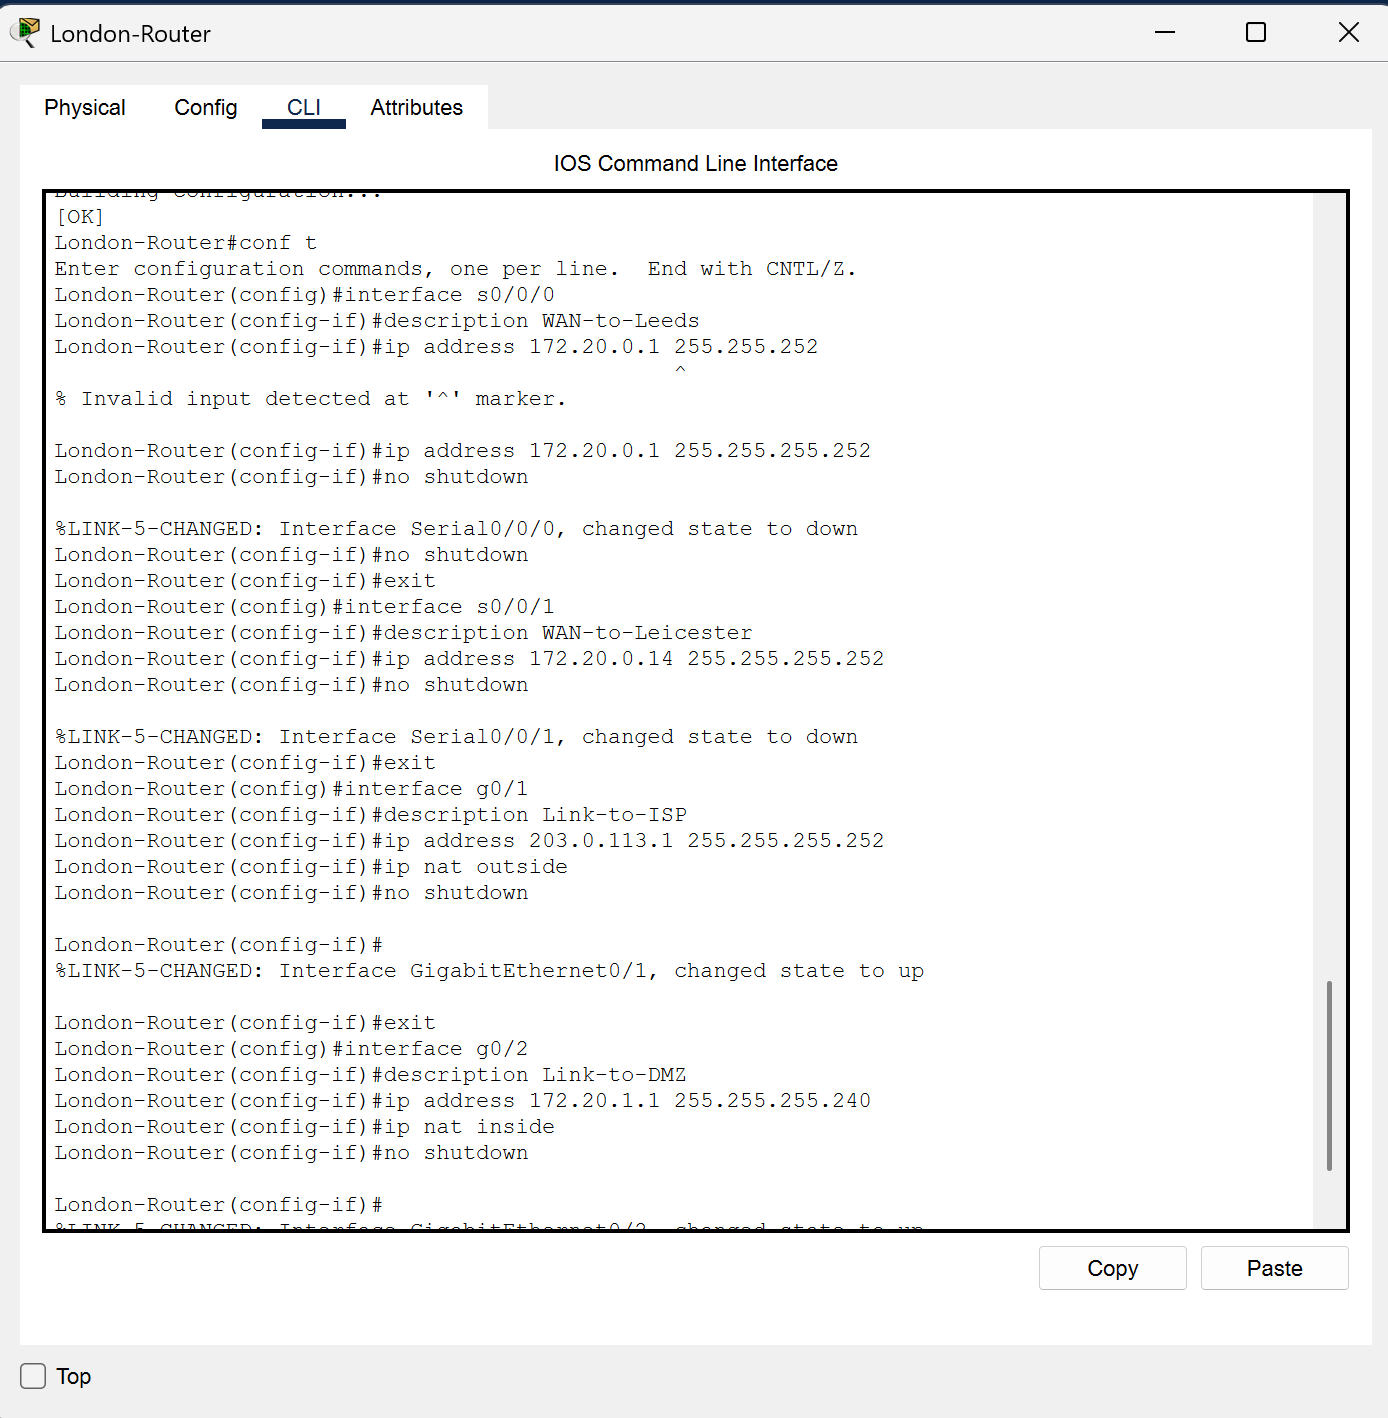 London-Router
Physical Config CLI Attributes
IOS Command Line Interface
Building configuration...
[OK]
London-Router#conf t
Enter configuration commands, one per line.  End with CNTL/Z.
London-Router(config)#interface s0/0/0
London-Router(config-if)#description WAN-to-Leeds
London-Router(config-if)#ip address 172.20.0.1 255.255.252
^
% Invalid input detected at '^' marker.
London-Router(config-if)#ip address 172.20.0.1 255.255.255.252
London-Router(config-if)#no shutdown
%LINK-5-CHANGED: Interface Serial0/0/0, changed state to down
London-Router(config-if)#no shutdown
London-Router(config-if)#exit
London-Router(config)#interface s0/0/1
London-Router(config-if)#description WAN-to-Leicester
London-Router(config-if)#ip address 172.20.0.14 255.255.255.252
London-Router(config-if)#no shutdown
%LINK-5-CHANGED: Interface Serial0/0/1, changed state to down
London-Router(config-if)#exit
London-Router(config)#interface g0/1
London-Router(config-if)#description Link-to-ISP
London-Router(config-if)#ip address 203.0.113.1 255.255.255.252
London-Router(config-if)#ip nat outside
London-Router(config-if)#no shutdown
London-Router(config-if)#
%LINK-5-CHANGED: Interface GigabitEthernet0/1, changed state to up
London-Router(config-if)#exit
London-Router(config)#interface g0/2
London-Router(config-if)#description Link-to-DMZ
London-Router(config-if)#ip address 172.20.1.1 255.255.255.240
London-Router(config-if)#ip nat inside
London-Router(config-if)#no shutdown
London-Router(config-if)#
%LINK-5-CHANGED: Interface GigabitEthernet0/2, changed state to up
Copy Paste
Top